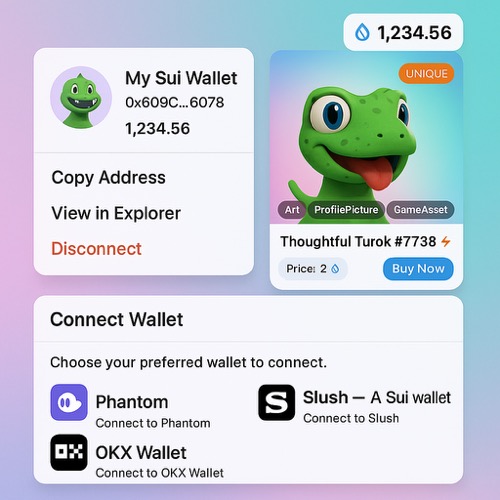 1,234.56
My Sui Wallet
0x609C...6078
1,234.56
Copy Address
View in Explorer
Disconnect
UNIQUE
Art ProfilePicture GameAsset
Thoughtful Turok #7738
Price: 2
Buy Now
Connect Wallet
Choose your preferred wallet to connect.
Phantom
Connect to Phantom
S
Slush — A Sui wallet
Connect to Slush
OKX Wallet
Connect to OKX Wallet